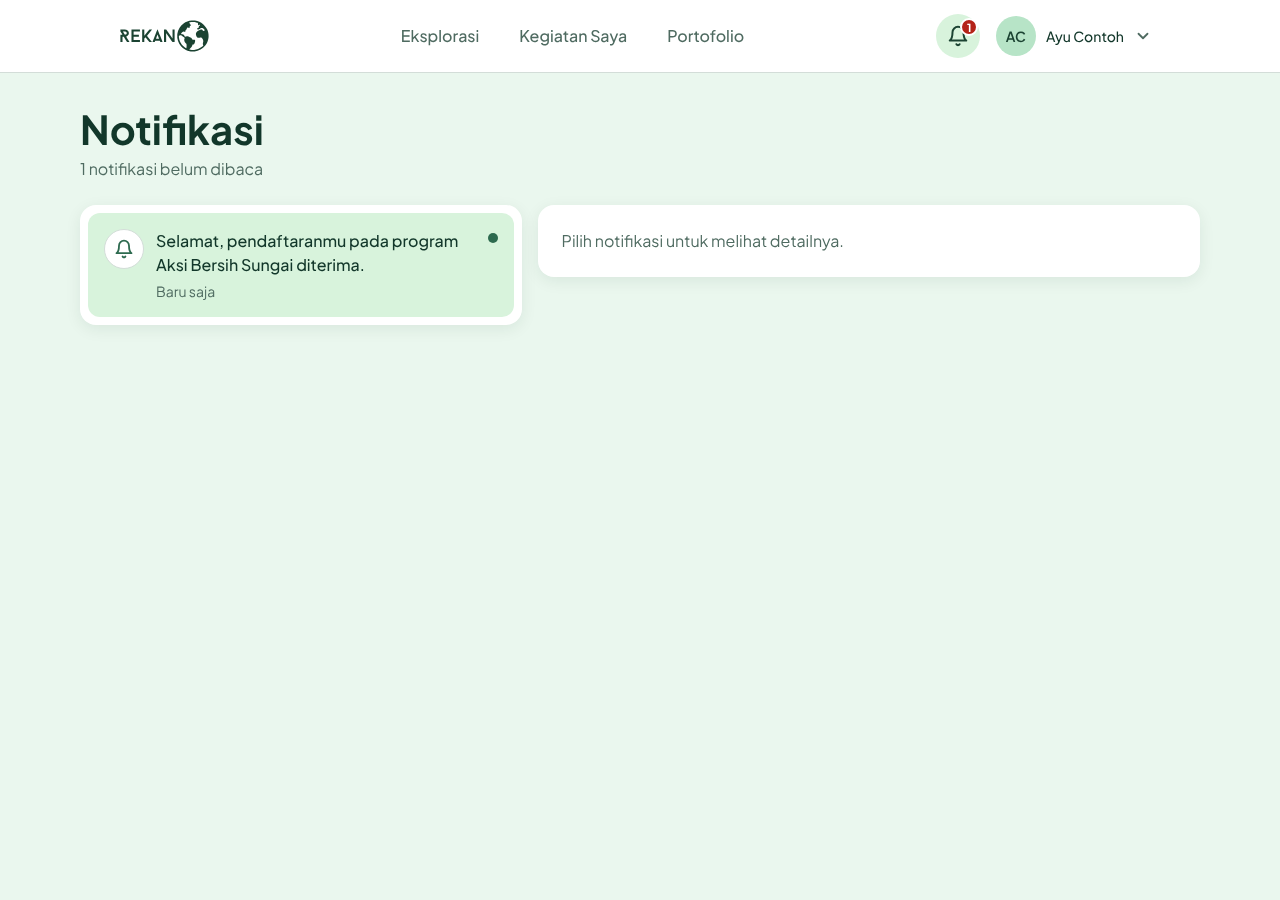 REKAN
Eksplorasi
Kegiatan Saya
Portofolio
1
AC
Ayu Contoh
Notifikasi
1 notifikasi belum dibaca
Selamat, pendaftaranmu pada program
Aksi Bersih Sungai diterima.
Baru saja
Pilih notifikasi untuk melihat detailnya.